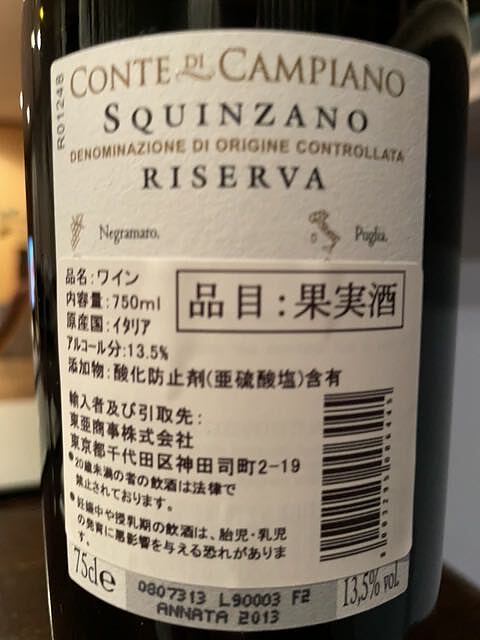 R01248
CONTE DI CAMPIANO
SQUINZANO
DENOMINAZIONE DI ORIGINE CONTROLLATA
RISERVA
Negramaro.
Puglia.
品名:ワイン
内容量:750ml
原産国:イタリア
アルコール分:13.5%
品目:果実酒
添加物:酸化防止剤(亜硫酸塩)含有
輸入者及び引取先:
東亜商事株式会社
東京都千代田区神田司町2-19
●20歳未満の者の飲酒は法律で
禁止されております。
●妊娠中や授乳期の飲酒は、胎児・乳児
の発育に悪影響を与える恐れがありま
す。
75cle
0807313 L90003 F2
ANNATA 2013
13,5% vol.